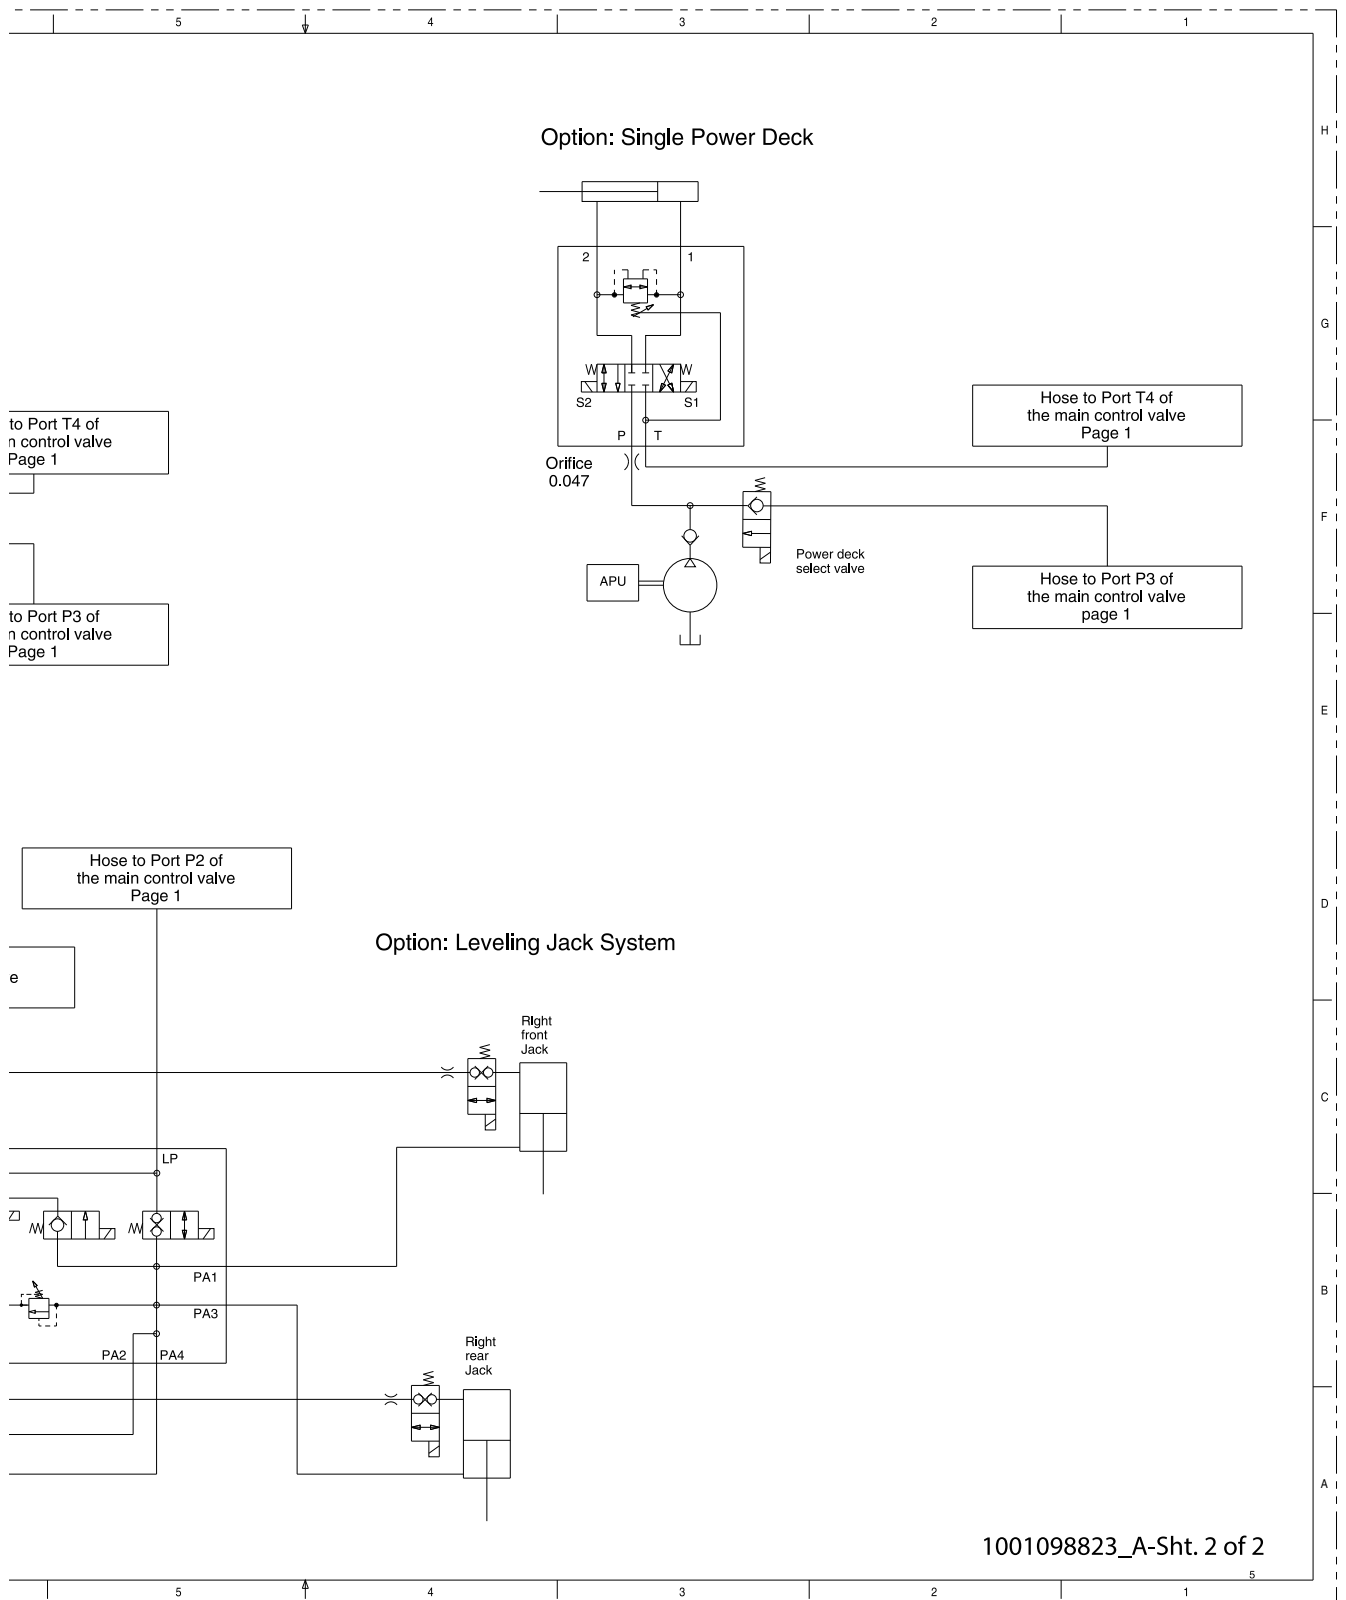 5 4 3 2 1
H
Option: Single Power Deck
2 1
G
S2 S1
Hose to Port T4 of
the main control valve
Page 1
to Port T4 of
n control valve
Page 1
P T
Orifice
0.047
F
Power deck
select valve
APU
Hose to Port P3 of
the main control valve
page 1
to Port P3 of
n control valve
Page 1
E
Hose to Port P2 of
the main control valve
Page 1
D
Option: Leveling Jack System
e
RIght
front
Jack
C
LP
PA1
B
PA3
PA2 PA4
Right
rear
Jack
A
1001098823_A-Sht. 2 of 2
5
5 4 3 2 1